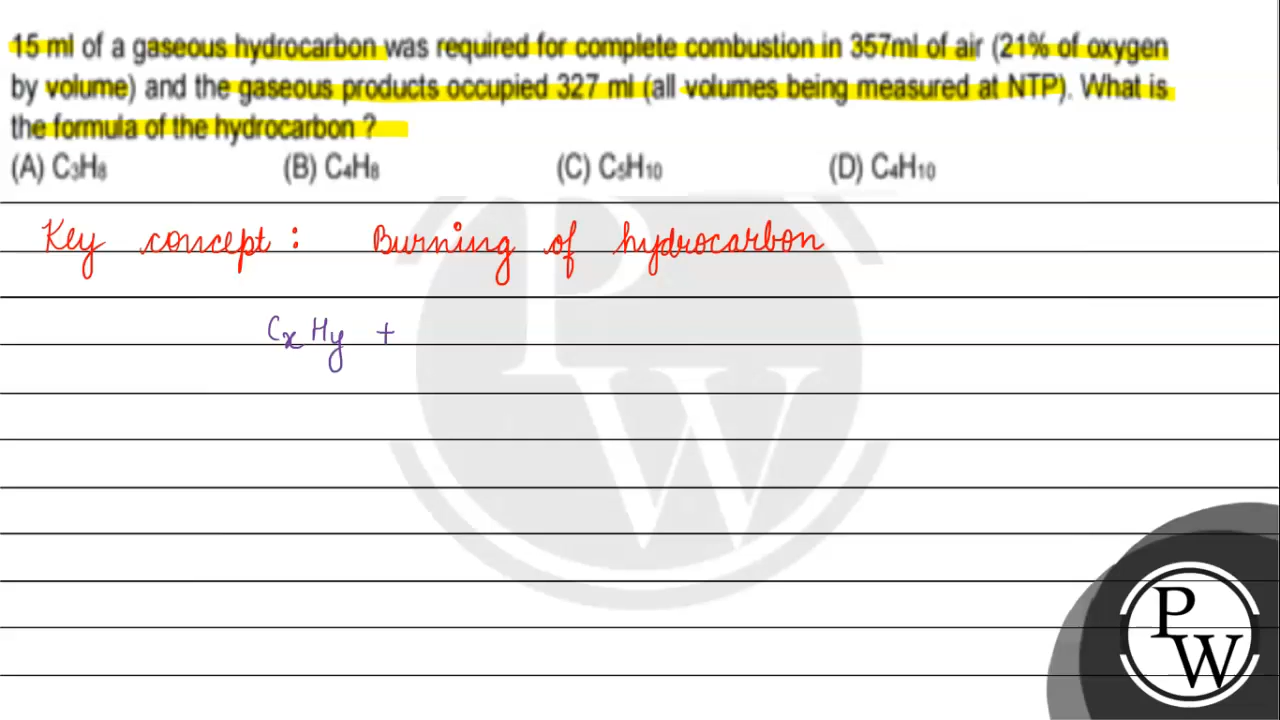 15 ml of a gaseous hydrocarbon was required for complete combustion in 357ml of air (21% of oxygen
by volume) and the gaseous products occupied 327 ml (all volumes being measured at NTP). What is
the formula of the hydrocarbon ?
(A) C₃H₈ (B) C₄H₈ (C) C₅H₁₀ (D) C₄H₁₀
Key concept : Burning of hydrocarbon
CₓHy +
PW
PW